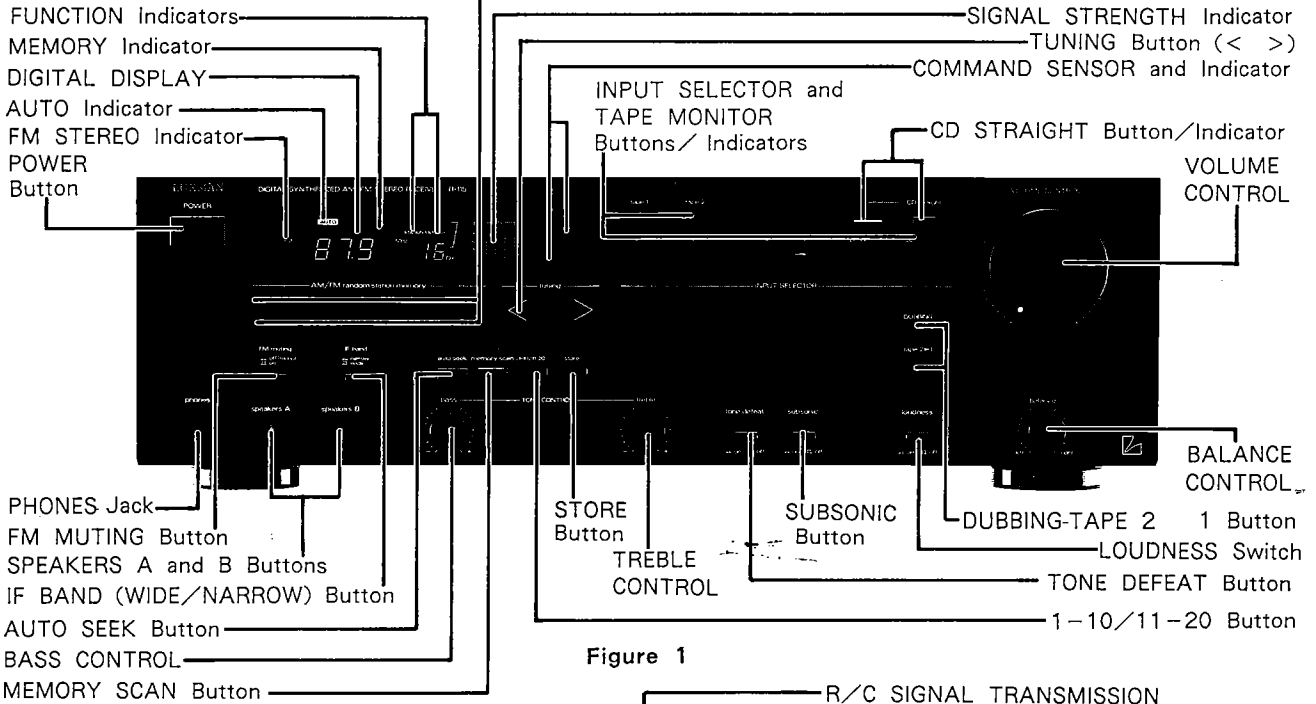 FUNCTION Indicators
MEMORY Indicator
DIGITAL DISPLAY
AUTO Indicator
FM STEREO Indicator
POWER
Button
SIGNAL STRENGTH Indicator
TUNING Button (< >)
COMMAND SENSOR and Indicator
INPUT SELECTOR and
TAPE MONITOR
Buttons/Indicators
CD STRAIGHT Button/Indicator
VOLUME
CONTROL
LUXMAN
POWER
AUTO
87.9
16
AM/FM random station memory
tuning
< >
INPUT SELECTOR
DUBBING
FM muting
IF band
auto seek
memory scan
store
phones
speakers A
speakers B
bass
TONE CONTROL
treble
tone defeat
subsonic
loudness
balance
PHONES Jack
FM MUTING Button
SPEAKERS A and B Buttons
IF BAND (WIDE/NARROW) Button
AUTO SEEK Button
BASS CONTROL
MEMORY SCAN Button
STORE
Button
TREBLE
CONTROL
SUBSONIC
Button
BALANCE
CONTROL
DUBBING-TAPE 2 1 Button
LOUDNESS Switch
TONE DEFEAT Button
1-10/11-20 Button
Figure 1
R/C SIGNAL TRANSMISSION